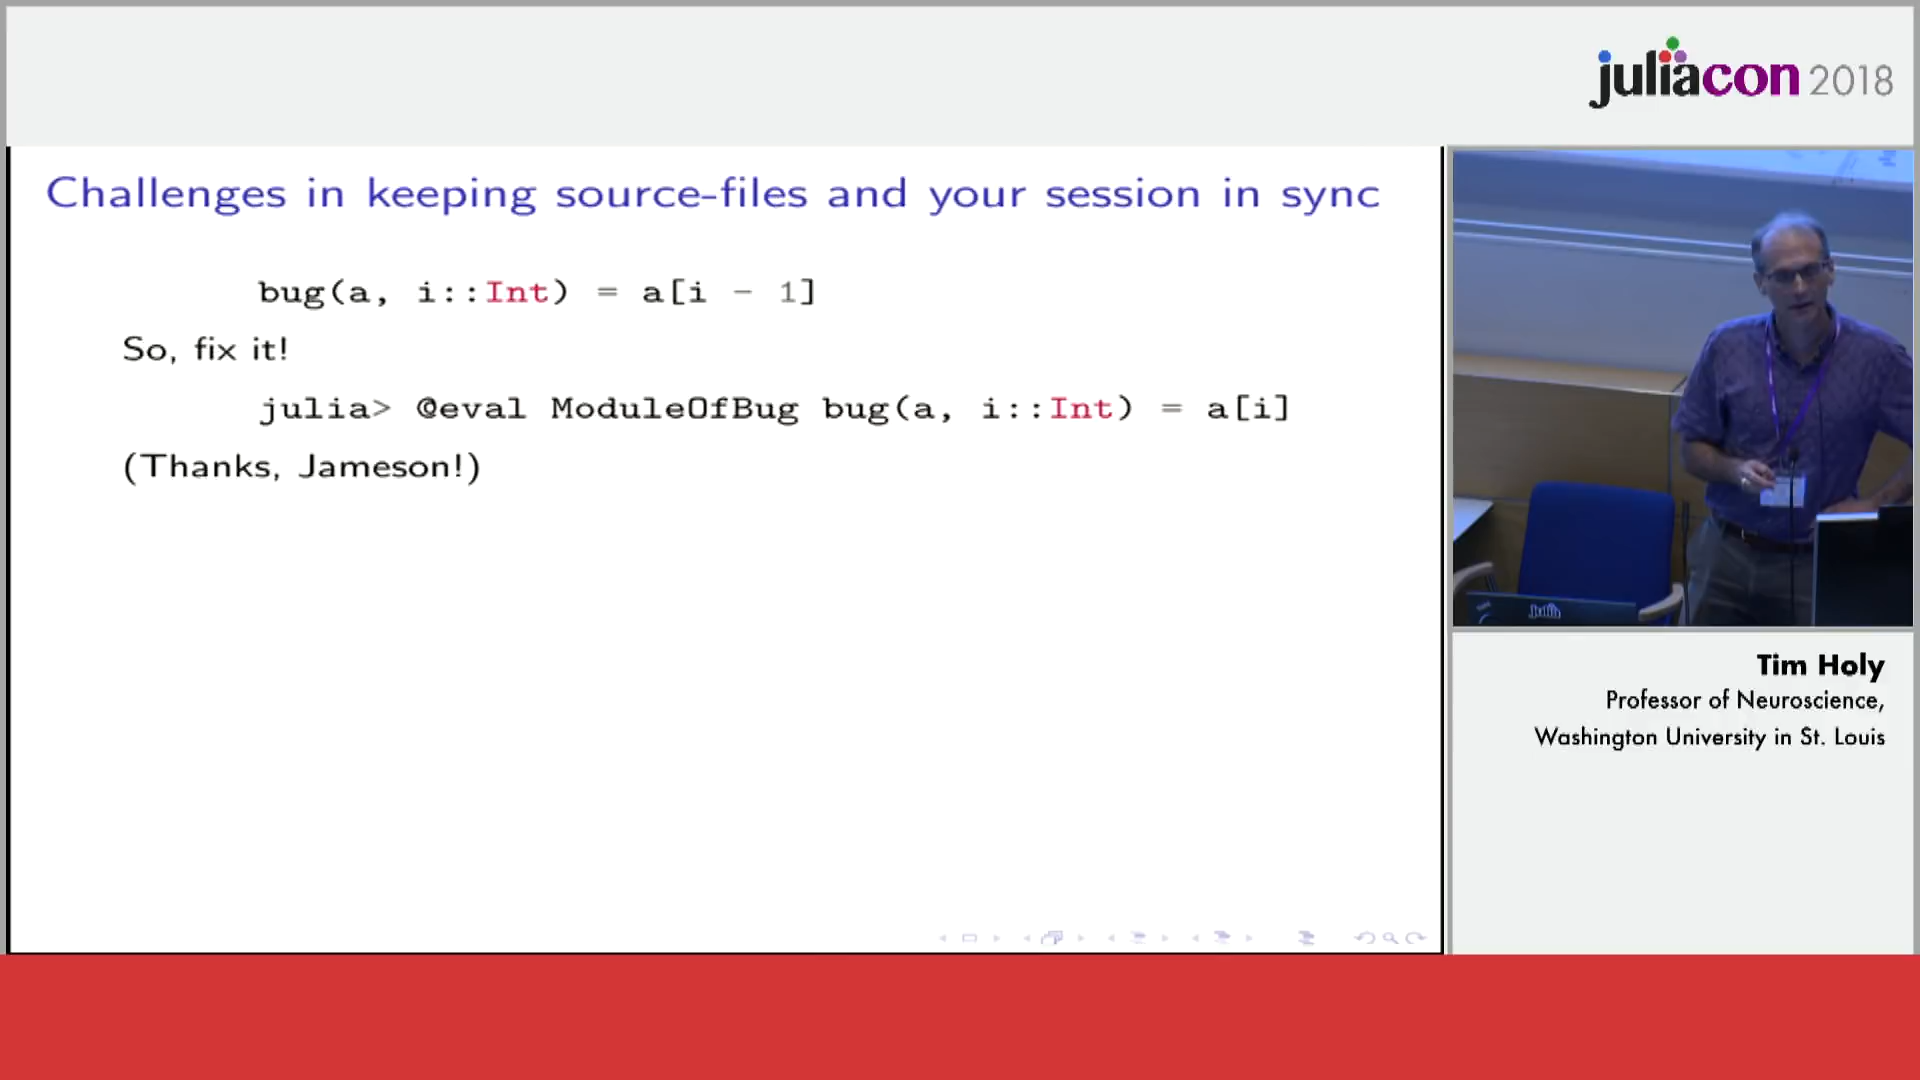 juliacon 2018
Challenges in keeping source-files and your session in sync
bug(a, i::Int) = a[i - 1]
So, fix it!
julia> @eval ModuleOfBug bug(a, i::Int) = a[i]
(Thanks, Jameson!)
Tim Holy
Professor of Neuroscience,
Washington University in St. Louis
julia